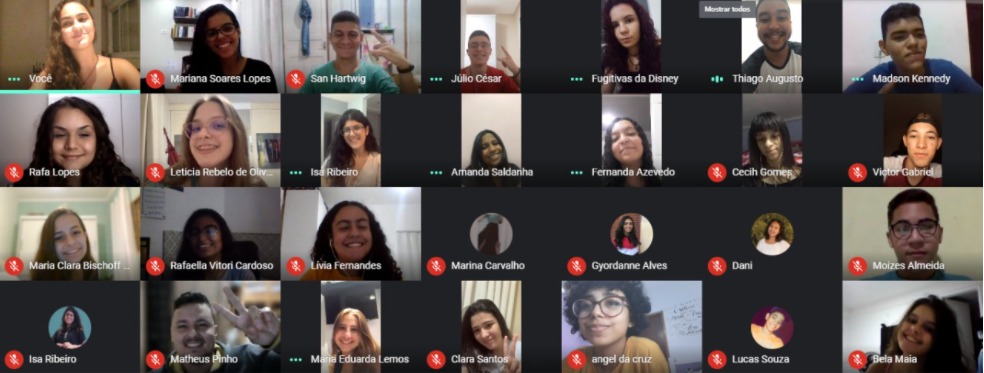 Mostrar todos
Você
Mariana Soares Lopes
San Hartwig
Júlio César
Fugitivas da Disney
Thiago Augusto
Madson Kennedy
Rafa Lopes
Leticia Rebelo de Oliv...
Isa Ribeiro
Amanda Saldanha
Fernanda Azevedo
Cecih Gomes
Victor Gabriel
Maria Clara Bischoff ...
Rafaella Vitori Cardoso
Lívia Fernandes
Marina Carvalho
Gyordanne Alves
Dani
Moizes Almeida
Isa Ribeiro
Matheus Pinho
Maria Eduarda Lemos
Clara Santos
angel da cruz
Lucas Souza
Bela Maia